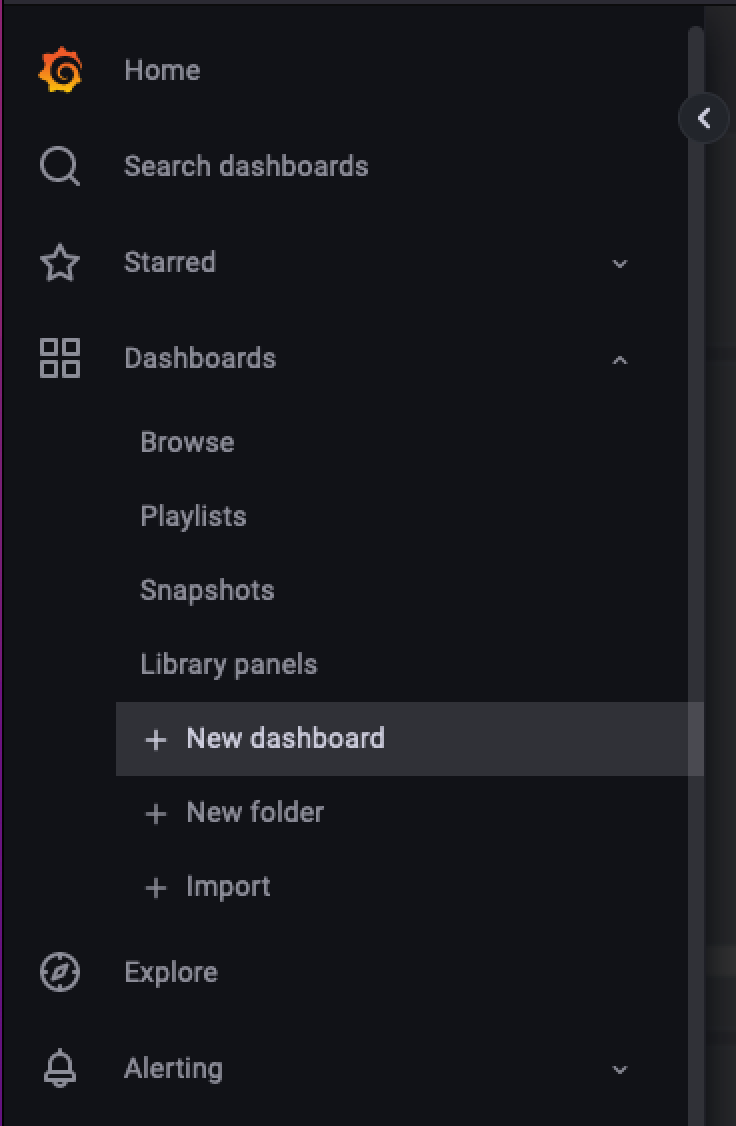 Home
Search dashboards
Starred
Dashboards
Browse
Playlists
Snapshots
Library panels
+ New dashboard
+ New folder
+ Import
Explore
Alerting